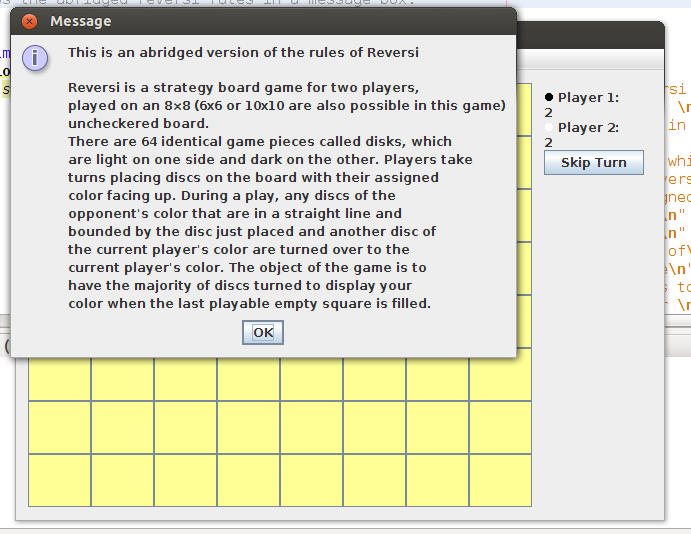 s the abridged reversi rules in a message box.
Message
This is an abridged version of the rules of Reversi
Reversi is a strategy board game for two players,
played on an 8×8 (6x6 or 10x10 are also possible in this game)
uncheckered board.
There are 64 identical game pieces called disks, which
are light on one side and dark on the other. Players take
turns placing discs on the board with their assigned
color facing up. During a play, any discs of the
opponent's color that are in a straight line and
bounded by the disc just placed and another disc of
the current player's color are turned over to the
current player's color. The object of the game is to
have the majority of discs turned to display your
color when the last playable empty square is filled.
OK
Player 1:
2
Player 2:
2
Skip Turn